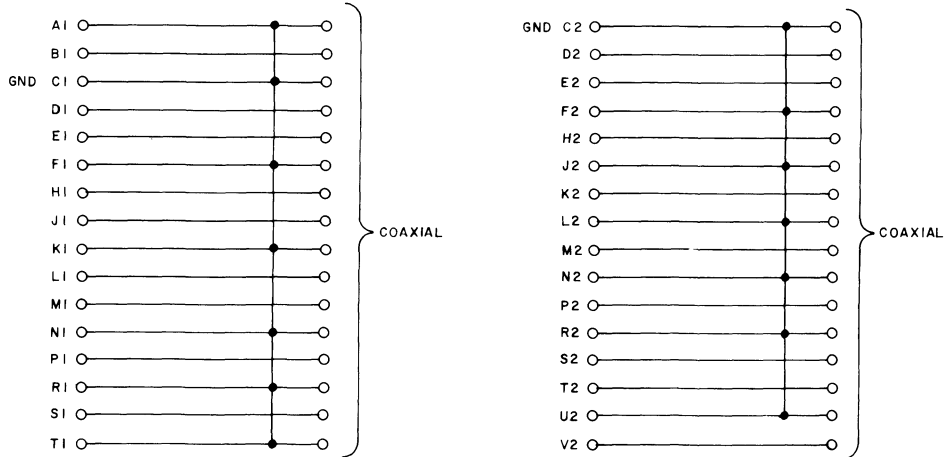 A1
B1
GND C1
D1
E1
F1
H1
J1
K1
L1
M1
N1
P1
R1
S1
T1
COAXIAL
GND C2
D2
E2
F2
H2
J2
K2
L2
M2
N2
P2
R2
S2
T2
U2
V2
COAXIAL